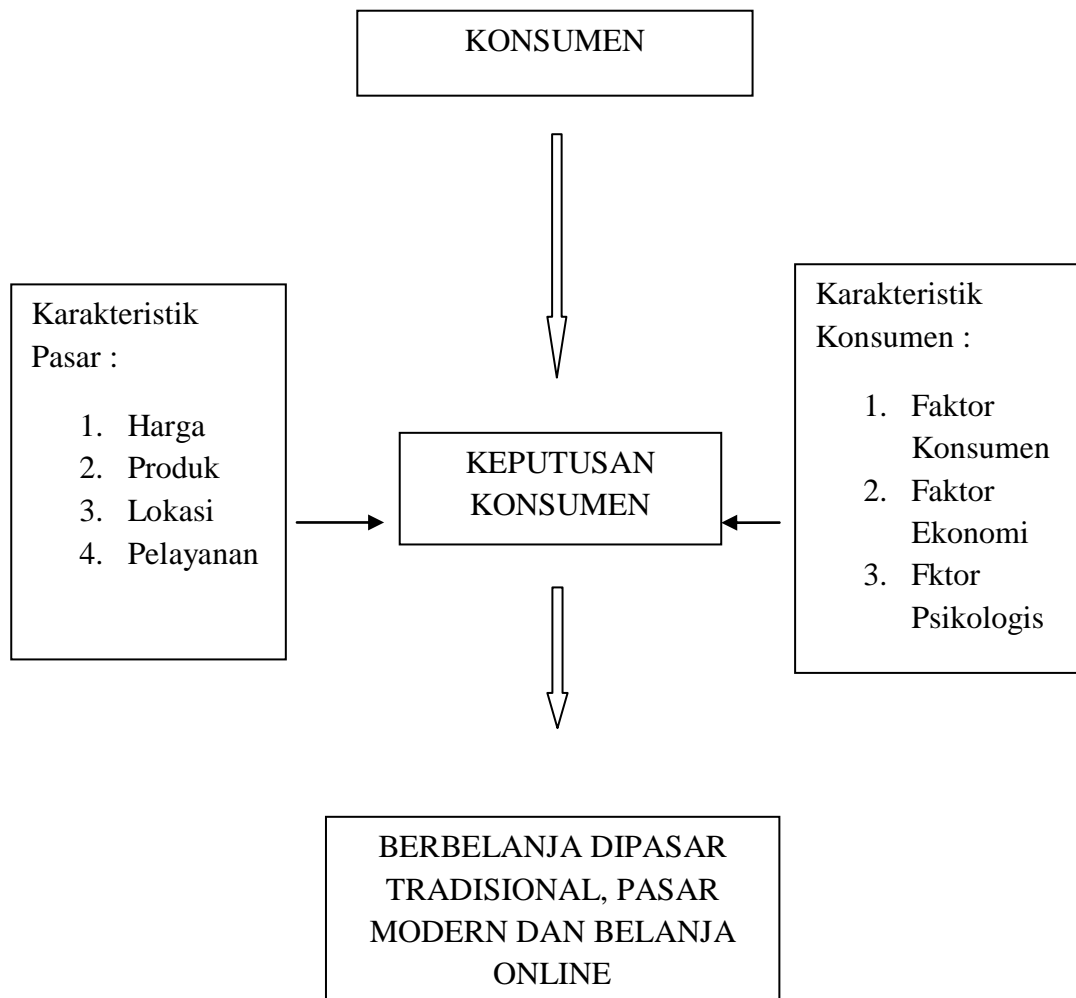 KONSUMEN
Karakteristik
Pasar :
1. Harga
2. Produk
3. Lokasi
4. Pelayanan
KEPUTUSAN
KONSUMEN
Karakteristik
Konsumen :
1. Faktor
Konsumen
2. Faktor
Ekonomi
3. Fktor
Psikologis
BERBELANJA DIPASAR
TRADISIONAL, PASAR
MODERN DAN BELANJA
ONLINE